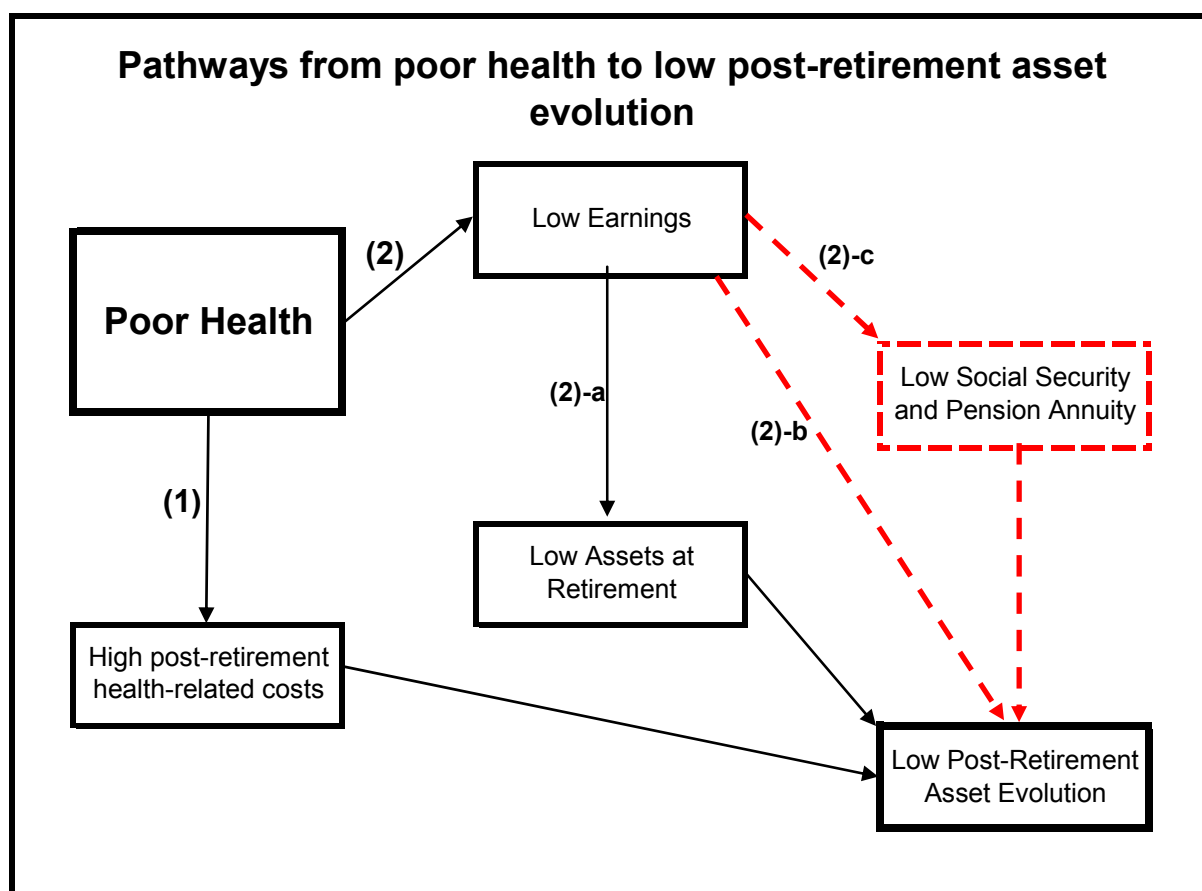 Pathways from poor health to low post-retirement asset
evolution
Low Earnings
(2)
(2)-c
Poor Health
Low Social Security
and Pension Annuity
(2)-a
(2)-b
(1)
Low Assets at
Retirement
High post-retirement
health-related costs
Low Post-Retirement
Asset Evolution